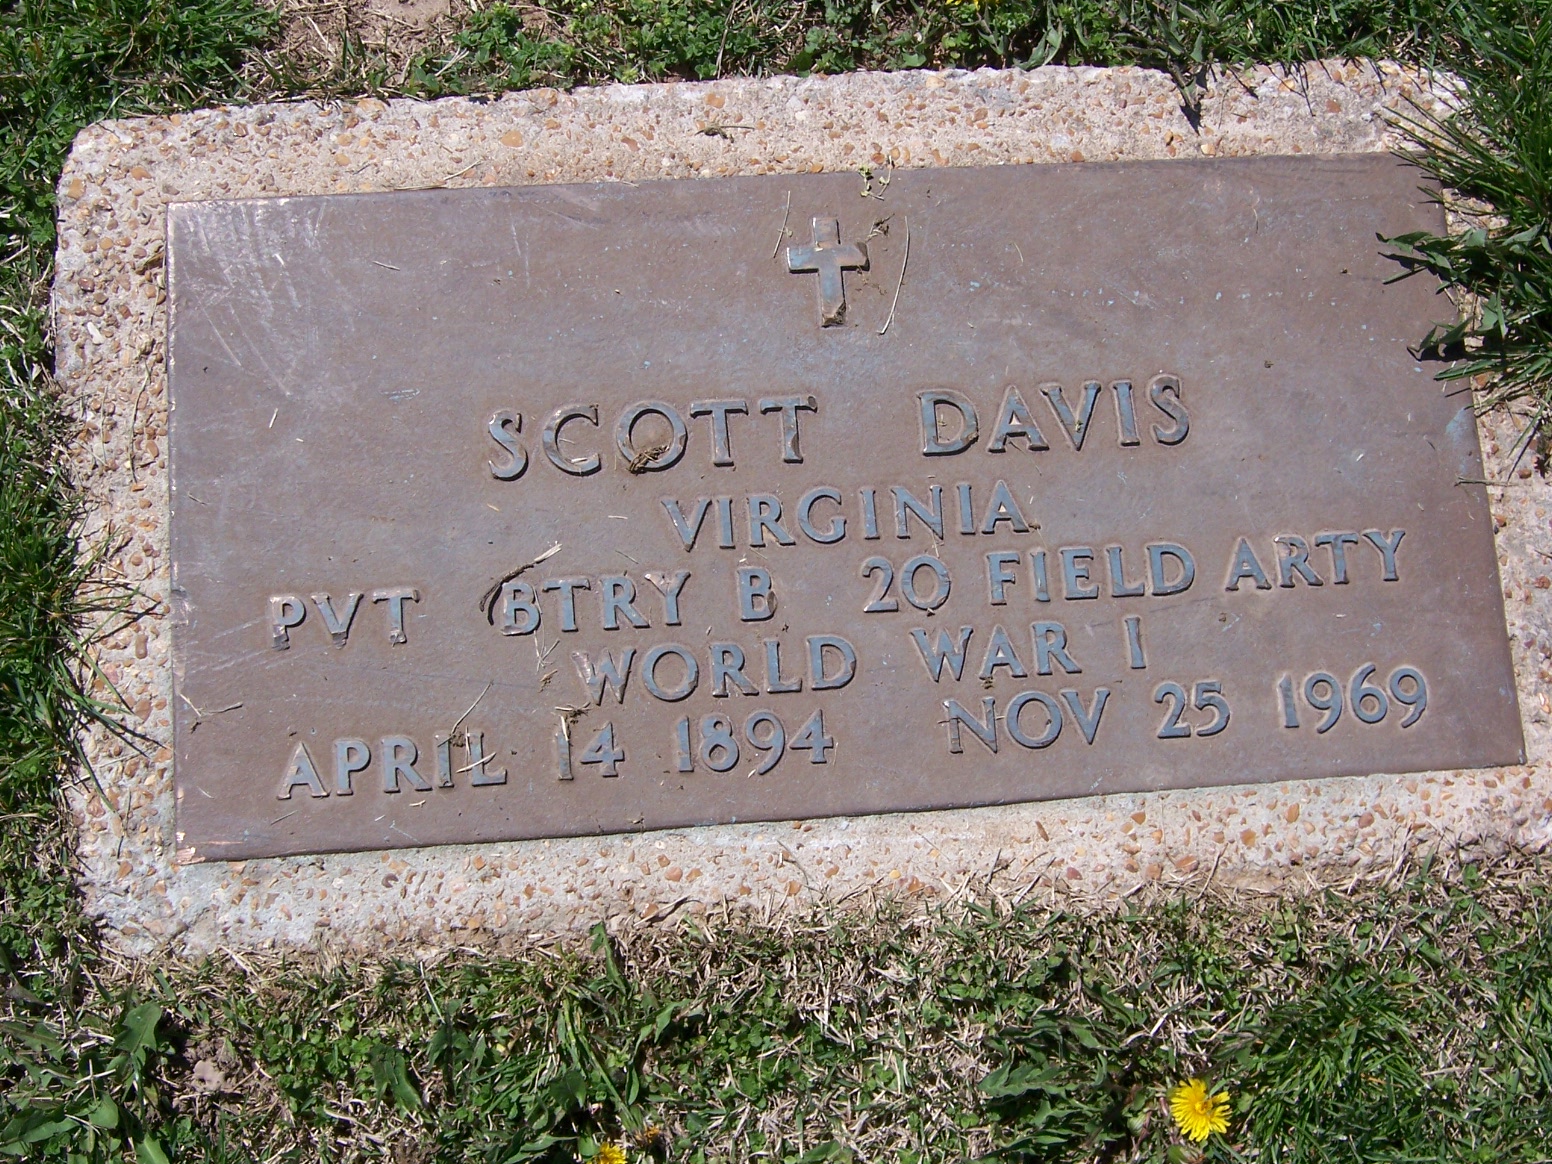 SCOTT DAVIS
VIRGINIA
PVT BTRY B 20 FIELD ARTY
WORLD WAR I
APRIL 14 1894 NOV 25 1969